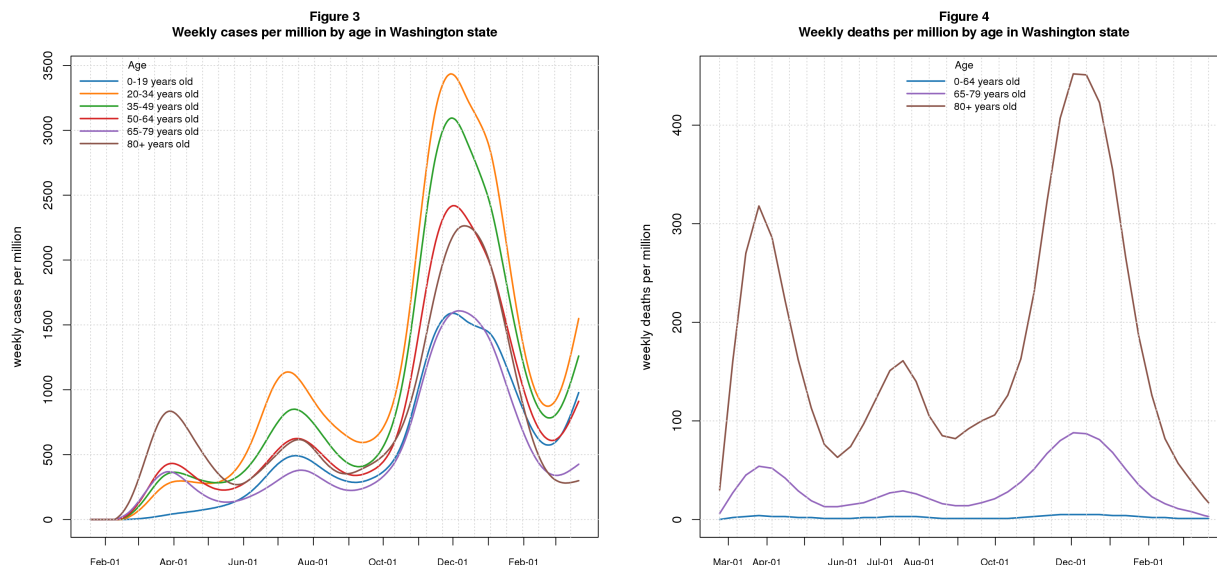 Figure 3
Weekly cases per million by age in Washington state
weekly cases per million
3500
3000
2500
2000
1500
1000
500
0
Age
0-19 years old
20-34 years old
35-49 years old
50-64 years old
65-79 years old
80+ years old
Feb-01 Apr-01 Jun-01 Aug-01 Oct-01 Dec-01 Feb-01
Figure 4
Weekly deaths per million by age in Washington state
weekly deaths per million
400
300
200
100
0
Age
0-64 years old
65-79 years old
80+ years old
Mar-01 Apr-01 Jun-01 Jul-01 Aug-01 Oct-01 Dec-01 Feb-01